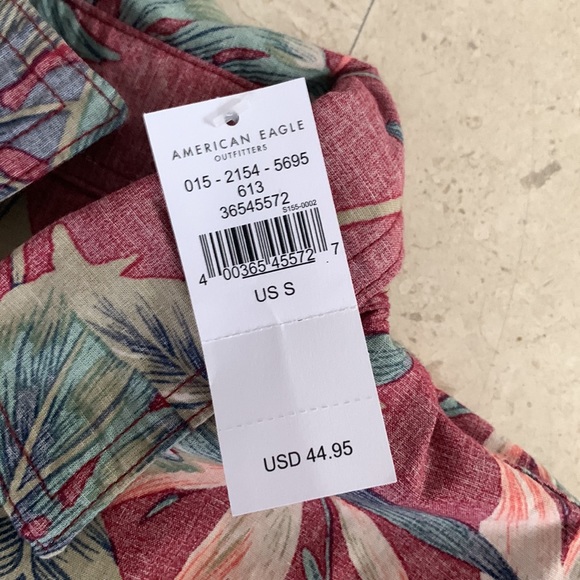 AMERICAN EAGLE
OUTFITTERS
015 - 2154 - 5695
613
36545572
S155-0002
4 00365 45572 7
US S
USD 44.95